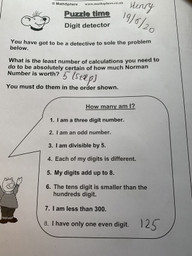 © MathSphere www.mathsphere.co.uk
Henry
Puzzle time
19/5/20
Digit detector
You have got to be a detective to sole the problem
below.
What is the least number of calculations you need to
do to be absolutely certain of how much Norman
Number is worth? 5 (step)
You must do them in the order shown.
How many am I?
1. I am a three digit number.
2. I am an odd number.
3. I am divisible by 5.
4. Each of my digits is different.
5. My digits add up to 8.
6. The tens digit is smaller than the
hundreds digit.
7. I am less than 300.
8. I have only one even digit. 125